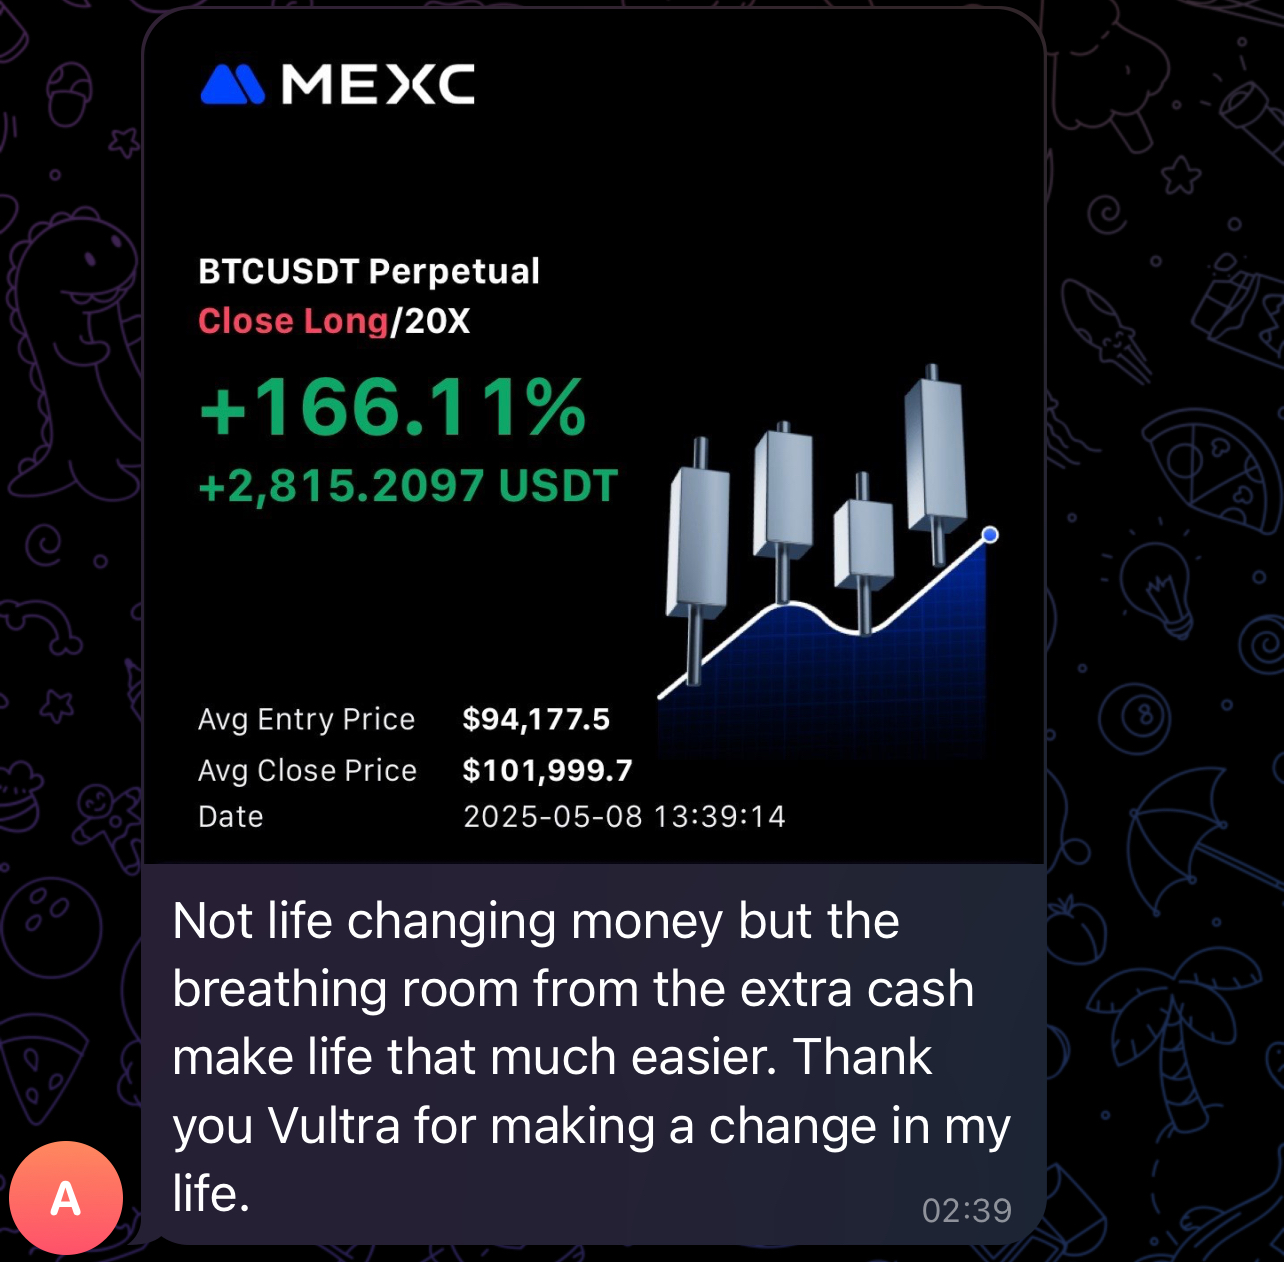 MEXC
BTCUSDT Perpetual
Close Long/20X
+166.11%
+2,815.2097 USDT
Avg Entry Price $94,177.5
Avg Close Price $101,999.7
Date 2025-05-08 13:39:14
Not life changing money but the
breathing room from the extra cash
make life that much easier. Thank
you Vultra for making a change in my
life.
02:39
A
8